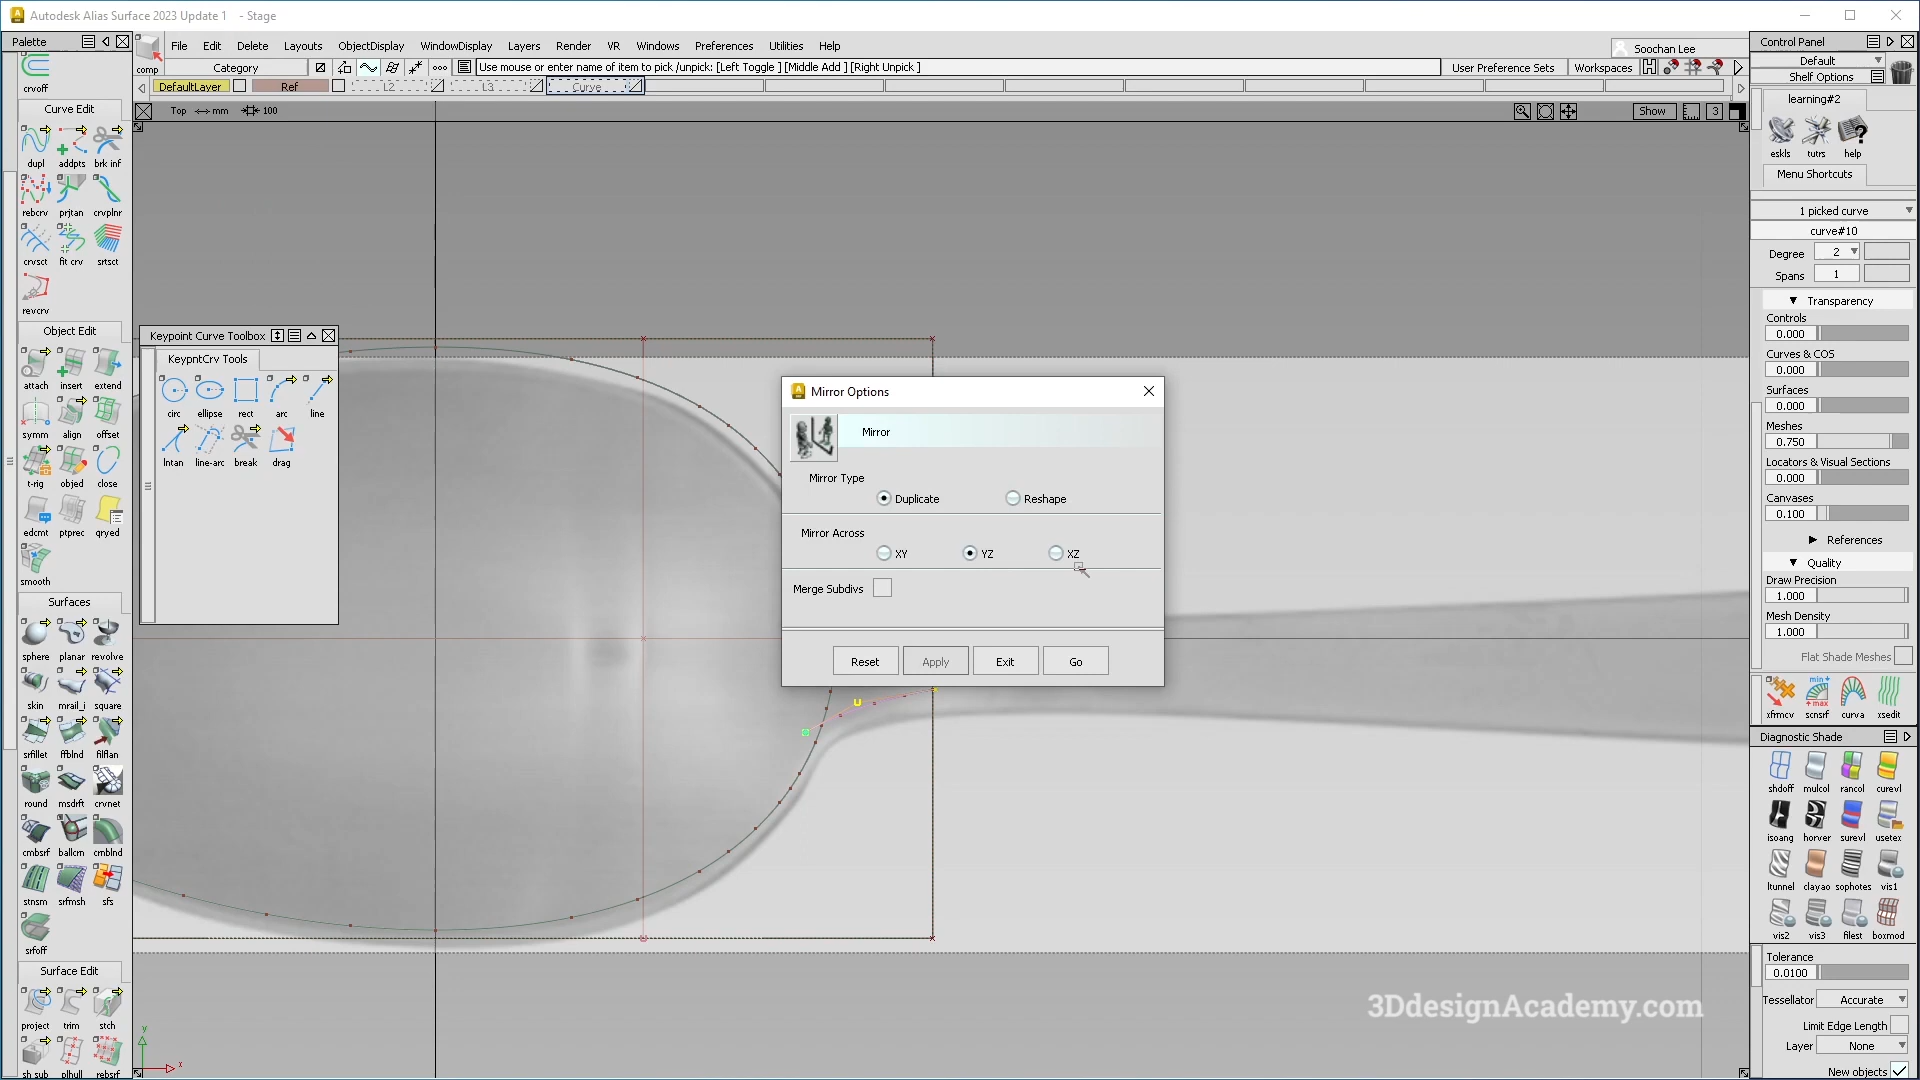 Autodesk Alias Surface 2023 Update 1 - Stage
Palette
File Edit Delete Layouts ObjectDisplay WindowDisplay Layers Render VR Windows Preferences Utilities Help
Soochan Lee
Control Panel
comp
Category
Use mouse or enter name of item to pick /unpick: [Left Toggle ] [Middle Add ] [Right Unpick ]
User Preference Sets
Workspaces
Default
Shelf Options
DefaultLayer
Ref
L2
L3
Curve
Top mm 100
Show
3
learning#2
eskls tutrs help
Menu Shortcuts
1 picked curve
curve#10
Degree 2
Spans 1
Transparency
Controls
0.000
Curves & COS
0.000
Surfaces
0.000
Meshes
0.750
Locators & Visual Sections
0.000
Canvases
0.100
References
Quality
Draw Precision
1.000
Mesh Density
1.000
Flat Shade Meshes
xfrmcv scnsrf curva xsedit
min
max
Diagnostic Shade
shdoff mulcol rancol curevl
isoang horver surevl usetex
ltunnel clayao sophotes vis1
vis2 vis3 filest boxmod
Tolerance
0.0100
Tessellator Accurate
Limit Edge Length
Layer None
New objects
crvoff
Curve Edit
dupl addpts brk inf
rebcrv prjtan crvplnr
crvsct fit crv srtsct
revcrv
Object Edit
attach insert extend
symm align offset
t-rig objed close
edcmt ptprec qryed
smooth
Surfaces
sphere planar revolve
skin mrail_i square
srfillet ffblnd filflan
round msdrft crvnet
cmbsrf ballcrn crnblnd
stnsm srfmsh sfs
srfoff
Surface Edit
project trim stch
sh sub plhull rebsrf
Keypoint Curve Toolbox
KeypntCrv Tools
circ ellipse rect arc line
lntan line-arc break drag
Mirror Options
Mirror
Mirror Type
Duplicate Reshape
Mirror Across
XY YZ XZ
Merge Subdivs
Reset Apply Exit Go
U
y
x
3DdesignAcademy.com